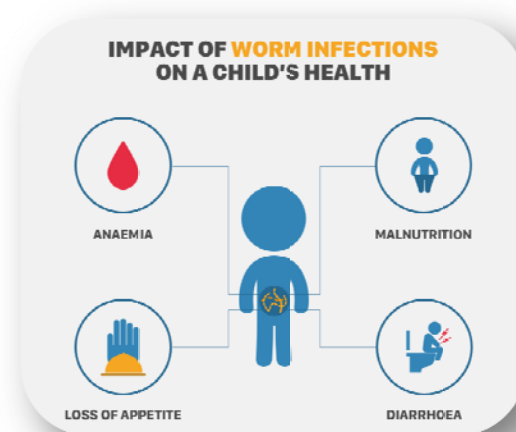 IMPACT OF WORM INFECTIONS
ON A CHILD'S HEALTH
ANAEMIA
MALNUTRITION
LOSS OF APPETITE
DIARRHOEA